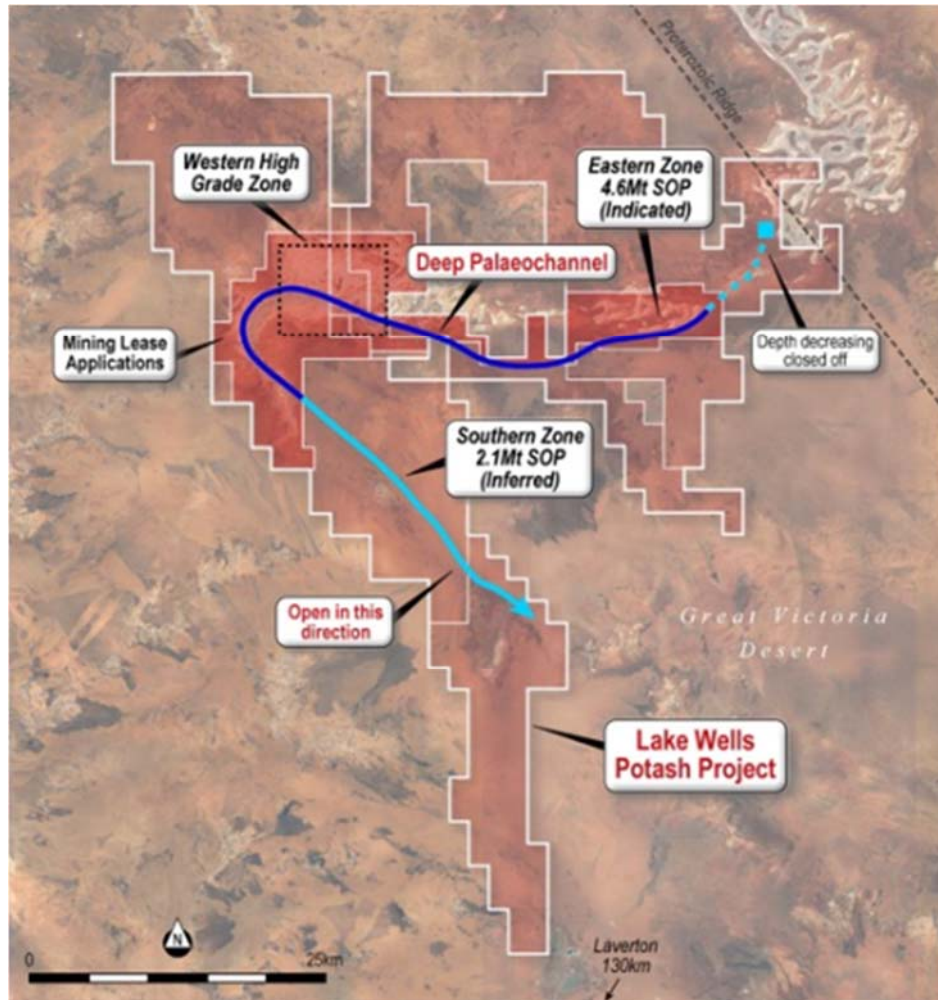 Proterozoic Ridge
Western High
Grade Zone
Eastern Zone
4.6Mt SOP
(Indicated)
Deep Palaeochannel
Mining Lease
Applications
Depth decreasing
closed off
Southern Zone
2.1Mt SOP
(Inferred)
Open in this
direction
Great Victoria
Desert
Lake Wells
Potash Project
N
0
25km
Laverton
130km